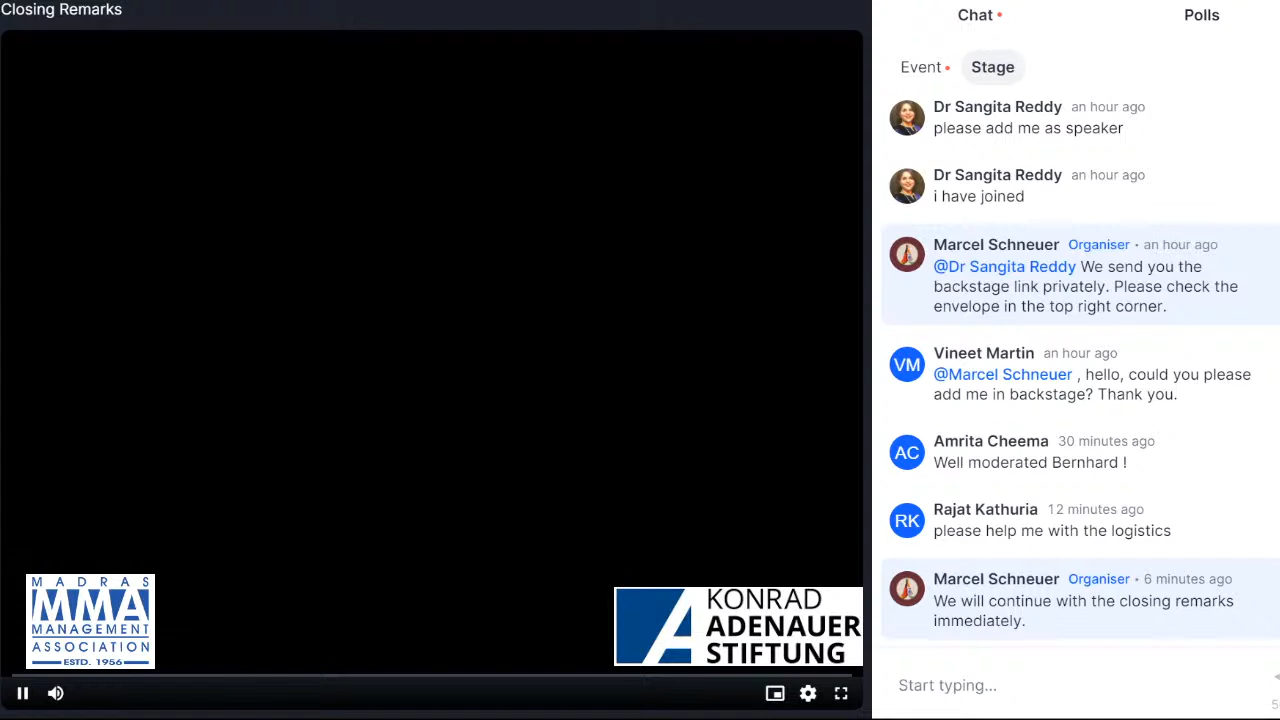 Closing Remarks
MADRAS
MMA
MANAGEMENT
ASSOCIATION
ESTD. 1956
KONRAD
ADENAUER
STIFTUNG
Chat
Polls
Event
Stage
Dr Sangita Reddy an hour ago
please add me as speaker
Dr Sangita Reddy an hour ago
i have joined
Marcel Schneuer Organiser • an hour ago
@Dr Sangita Reddy We send you the
backstage link privately. Please check the
envelope in the top right corner.
VM
Vineet Martin an hour ago
@Marcel Schneuer , hello, could you please
add me in backstage? Thank you.
AC
Amrita Cheema 30 minutes ago
Well moderated Bernhard !
RK
Rajat Kathuria 12 minutes ago
please help me with the logistics
Marcel Schneuer Organiser • 6 minutes ago
We will continue with the closing remarks
immediately.
Start typing...